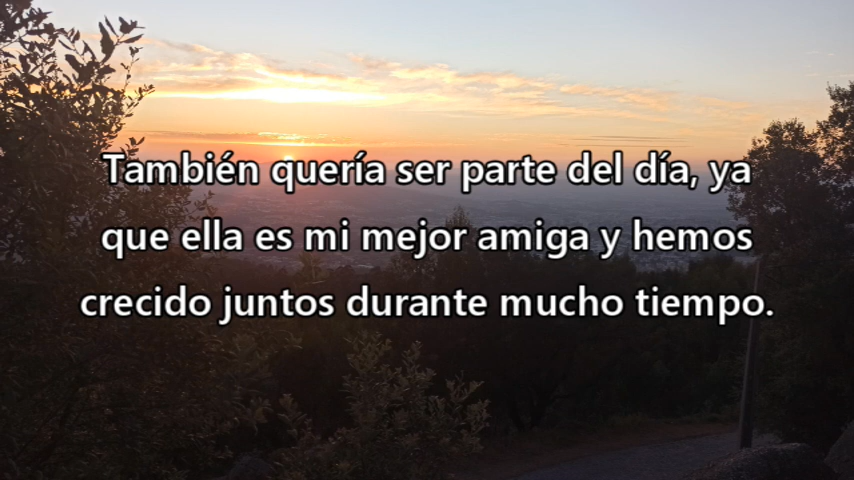 También quería ser parte del día, ya
que ella es mi mejor amiga y hemos
crecido juntos durante mucho tiempo.